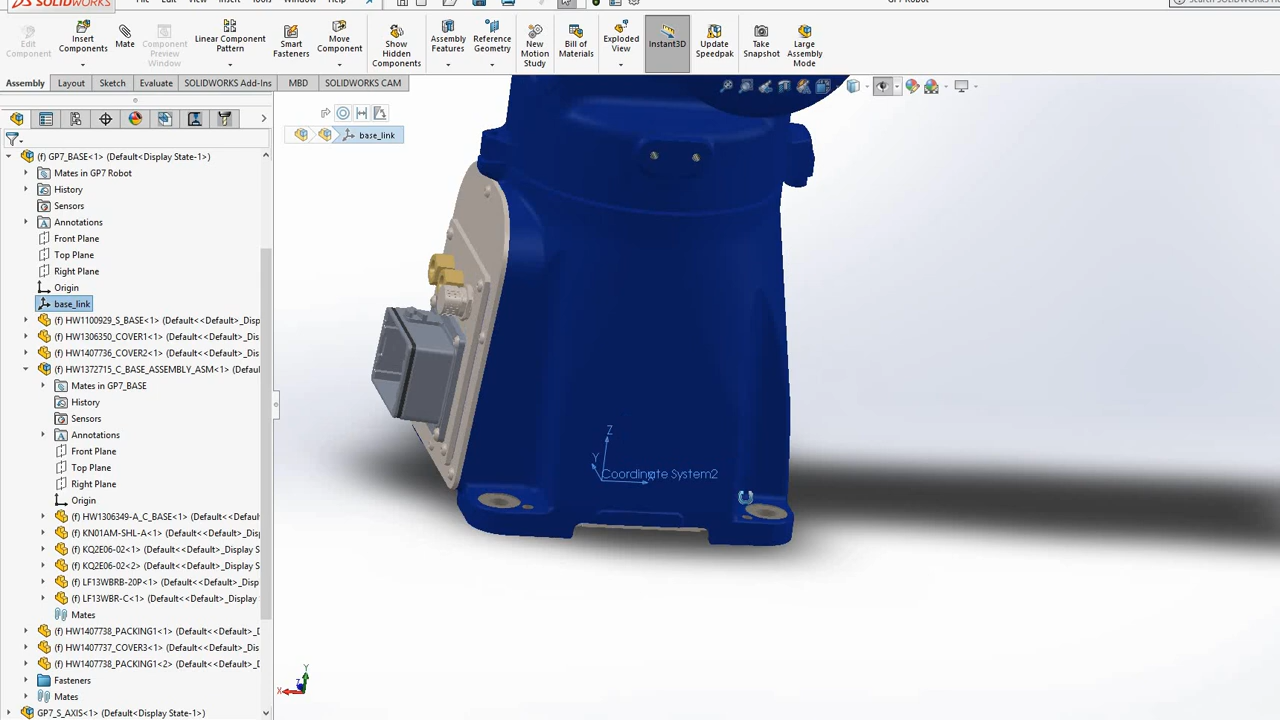 SOLIDWORKS
Edit Component
Insert Components
Mate
Component Preview Window
Linear Component Pattern
Smart Fasteners
Move Component
Show Hidden Components
Assembly Features
Reference Geometry
New Motion Study
Bill of Materials
Exploded View
Instant3D
Update Speedpak
Take Snapshot
Large Assembly Mode
Assembly
Layout
Sketch
Evaluate
SOLIDWORKS Add-Ins
MBD
SOLIDWORKS CAM
base_link
(f) GP7_BASE<1> (Default<Display State-1>)
Mates in GP7 Robot
History
Sensors
Annotations
Front Plane
Top Plane
Right Plane
Origin
base_link
(f) HW1100929_S_BASE<1> (Default<<Default>_Disp
(f) HW1306350_COVER1<1> (Default<<Default>_Disp
(f) HW1407736_COVER2<1> (Default<<Default>_Disp
(f) HW1372715_C_BASE_ASSEMBLY_ASM<1> (Defau
Mates in GP7_BASE
History
Sensors
Annotations
Front Plane
Top Plane
Right Plane
Origin
(f) HW1306349-A_C_BASE<1> (Default<<Defau
(f) KN01AM-SHL-A<1> (Default<<Default>_Dis
(f) KQ2E06-02<1> (Default<<Default>_Display S
(f) KQ2E06-02<2> (Default<<Default>_Display S
(f) LF13WBRB-20P<1> (Default<<Default>_Disp
(f) LF13WBR-C<1> (Default<<Default>_Display
Mates
(f) HW1407738_PACKING1<1> (Default<<Default>_D
(f) HW1407737_COVER3<1> (Default<<Default>_Disp
(f) HW1407738_PACKING1<2> (Default<<Default>_D
Fasteners
Mates
GP7_S_AXIS<1> (Default<Display State-1>)
Z
Y
Coordinate System2
Y
X
Z